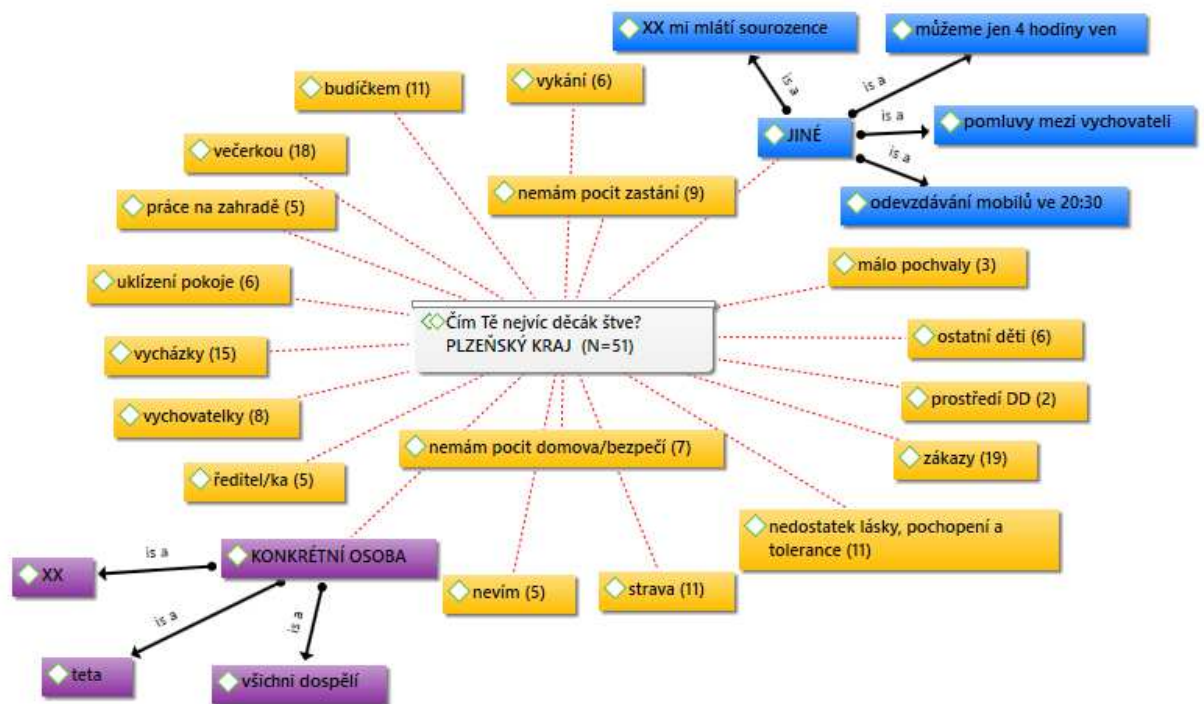 XX mi mlátí sourozence
můžeme jen 4 hodiny ven
budíčkem (11)
vykání (6)
is a
is a
JINÉ
is a
pomluvy mezi vychovateli
is a
odevzdávání mobilů ve 20:30
večerkou (18)
práce na zahradě (5)
nemám pocit zastání (9)
málo pochvaly (3)
uklízení pokoje (6)
Čím Tě nejvíc děcák štve?
PLZEŇSKÝ KRAJ (N=51)
ostatní děti (6)
vycházky (15)
prostředí DD (2)
vychovatelky (8)
nemám pocit domova/bezpečí (7)
zákazy (19)
ředitel/ka (5)
nedostatek lásky, pochopení a
tolerance (11)
KONKRÉTNÍ OSOBA
is a
XX
is a
teta
is a
všichni dospělí
nevím (5)
strava (11)